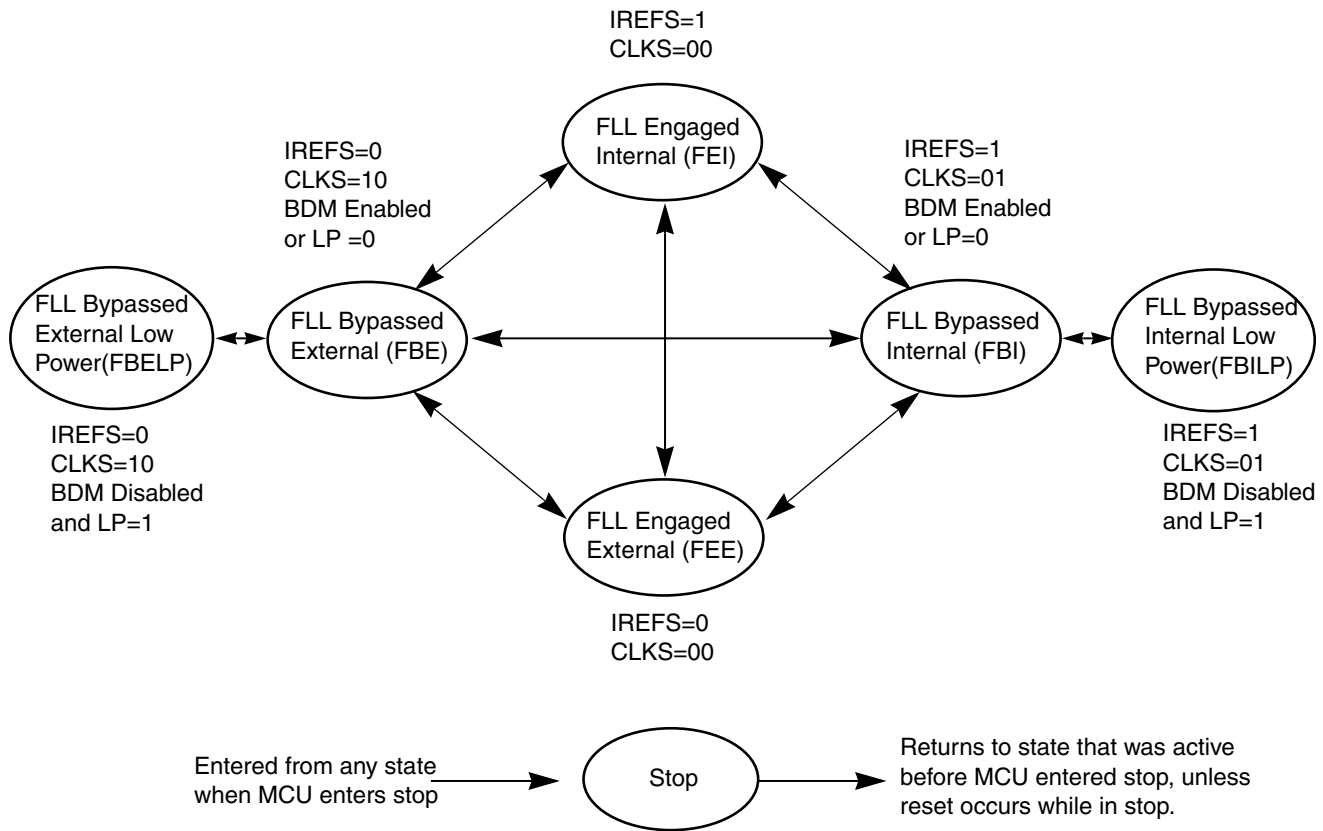 IREFS=1
CLKS=00
FLL Engaged
Internal (FEI)
IREFS=0
CLKS=10
BDM Enabled
or LP =0
IREFS=1
CLKS=01
BDM Enabled
or LP=0
FLL Bypassed
External Low
Power(FBELP)
FLL Bypassed
External (FBE)
FLL Bypassed
Internal (FBI)
FLL Bypassed
Internal Low
Power(FBILP)
IREFS=0
CLKS=10
BDM Disabled
and LP=1
IREFS=1
CLKS=01
BDM Disabled
and LP=1
FLL Engaged
External (FEE)
IREFS=0
CLKS=00
Entered from any state
when MCU enters stop
Stop
Returns to state that was active
before MCU entered stop, unless
reset occurs while in stop.